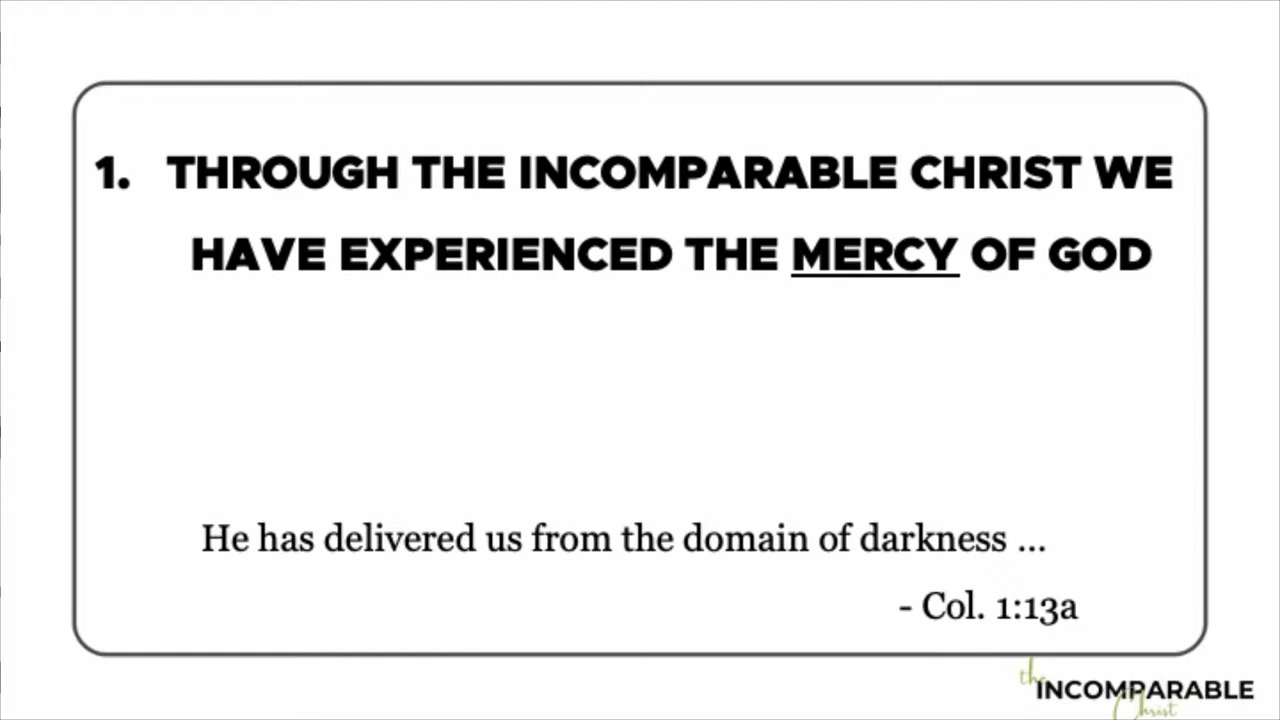 1. THROUGH THE INCOMPARABLE CHRIST WE
HAVE EXPERIENCED THE MERCY OF GOD
He has delivered us from the domain of darkness ...
- Col. 1:13a
the
INCOMPARABLE
Christ